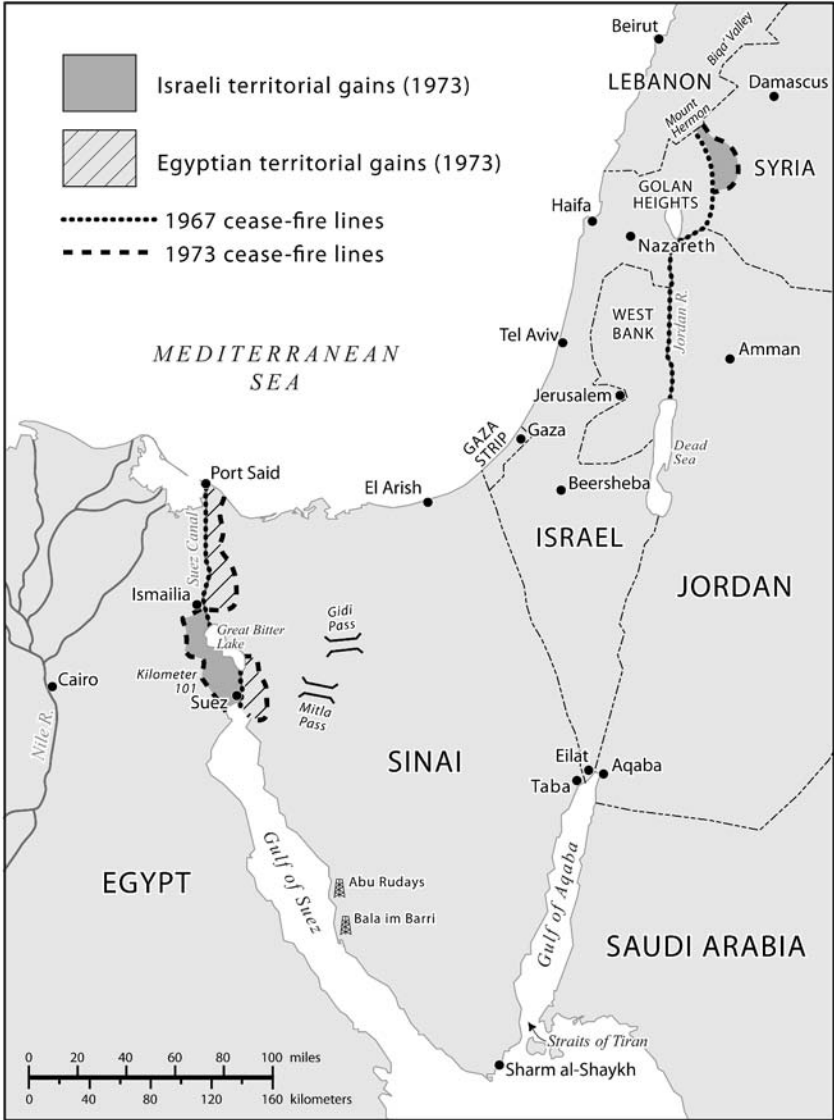 Israeli territorial gains (1973)
Egyptian territorial gains (1973)
1967 cease-fire lines
1973 cease-fire lines
Beirut
Biqa' Valley
LEBANON
Damascus
Mount
Hermon
SYRIA
GOLAN
HEIGHTS
Haifa
Nazareth
WEST
BANK
Jordan R.
Tel Aviv
Amman
MEDITERRANEAN
SEA
Jerusalem
GAZA
STRIP
Gaza
Dead
Sea
Port Said
El Arish
Beersheba
ISRAEL
Suez Canal
JORDAN
Ismailia
Gidi
Pass
Great Bitter
Lake
Cairo
Kilometer
101
Suez
Mitla
Pass
Nile R.
SINAI
Eilat
Aqaba
Taba
EGYPT
Gulf of Suez
Abu Rudays
Bala im Barri
Gulf of Aqaba
SAUDI ARABIA
Straits of Tiran
Sharm al-Shaykh
0 20 40 60 80 100 miles
0 40 80 120 160 kilometers